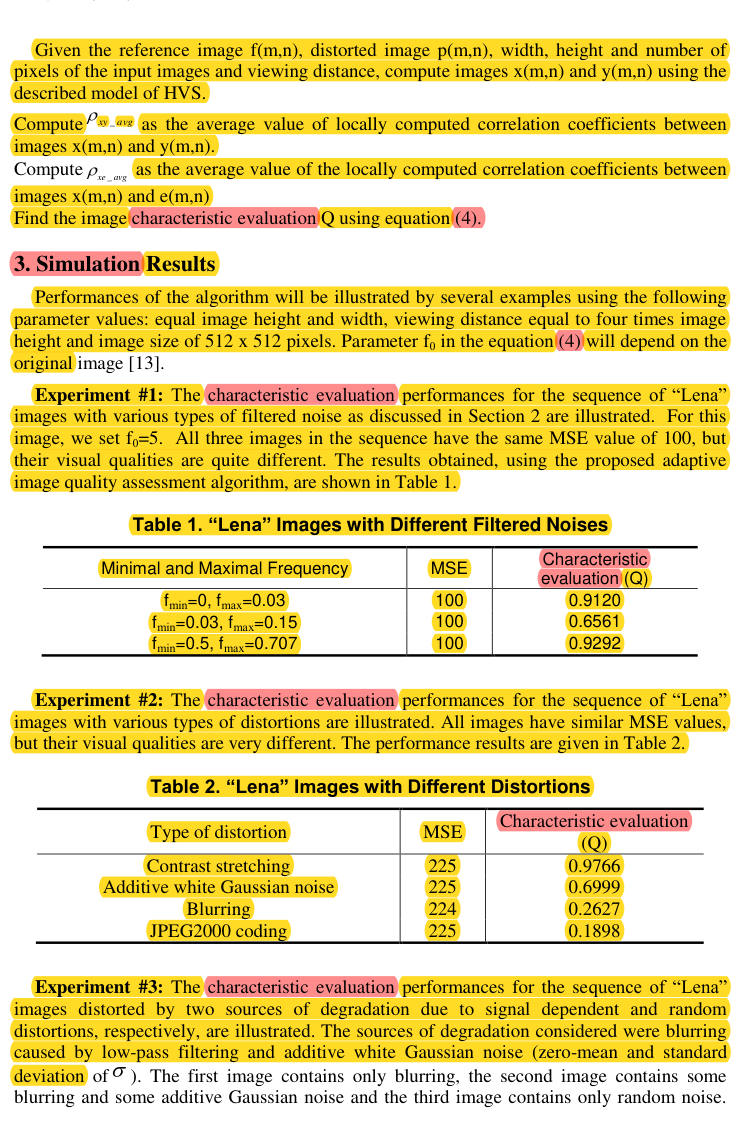 Given the reference image f(m,n), distorted image p(m,n), width, height and number of
pixels of the input images and viewing distance, compute images x(m,n) and y(m,n) using the
described model of HVS.
Compute ρxy_avg as the average value of locally computed correlation coefficients between
images x(m,n) and y(m,n).
Compute ρxe_avg as the average value of the locally computed correlation coefficients between
images x(m,n) and e(m,n)
Find the image characteristic evaluation Q using equation (4).
3. Simulation Results
Performances of the algorithm will be illustrated by several examples using the following
parameter values: equal image height and width, viewing distance equal to four times image
height and image size of 512 x 512 pixels. Parameter f0 in the equation (4) will depend on the
original image [13].
Experiment #1: The characteristic evaluation performances for the sequence of “Lena”
images with various types of filtered noise as discussed in Section 2 are illustrated. For this
image, we set f0=5. All three images in the sequence have the same MSE value of 100, but
their visual qualities are quite different. The results obtained, using the proposed adaptive
image quality assessment algorithm, are shown in Table 1.
Table 1. “Lena” Images with Different Filtered Noises
Minimal and Maximal Frequency MSE Characteristic
evaluation (Q)
fmin=0, fmax=0.03 100 0.9120
fmin=0.03, fmax=0.15 100 0.6561
fmin=0.5, fmax=0.707 100 0.9292
Experiment #2: The characteristic evaluation performances for the sequence of “Lena”
images with various types of distortions are illustrated. All images have similar MSE values,
but their visual qualities are very different. The performance results are given in Table 2.
Table 2. “Lena” Images with Different Distortions
Type of distortion MSE Characteristic evaluation
(Q)
Contrast stretching 225 0.9766
Additive white Gaussian noise 225 0.6999
Blurring 224 0.2627
JPEG2000 coding 225 0.1898
Experiment #3: The characteristic evaluation performances for the sequence of “Lena”
images distorted by two sources of degradation due to signal dependent and random
distortions, respectively, are illustrated. The sources of degradation considered were blurring
caused by low-pass filtering and additive white Gaussian noise (zero-mean and standard
deviation of σ ). The first image contains only blurring, the second image contains some
blurring and some additive Gaussian noise and the third image contains only random noise.